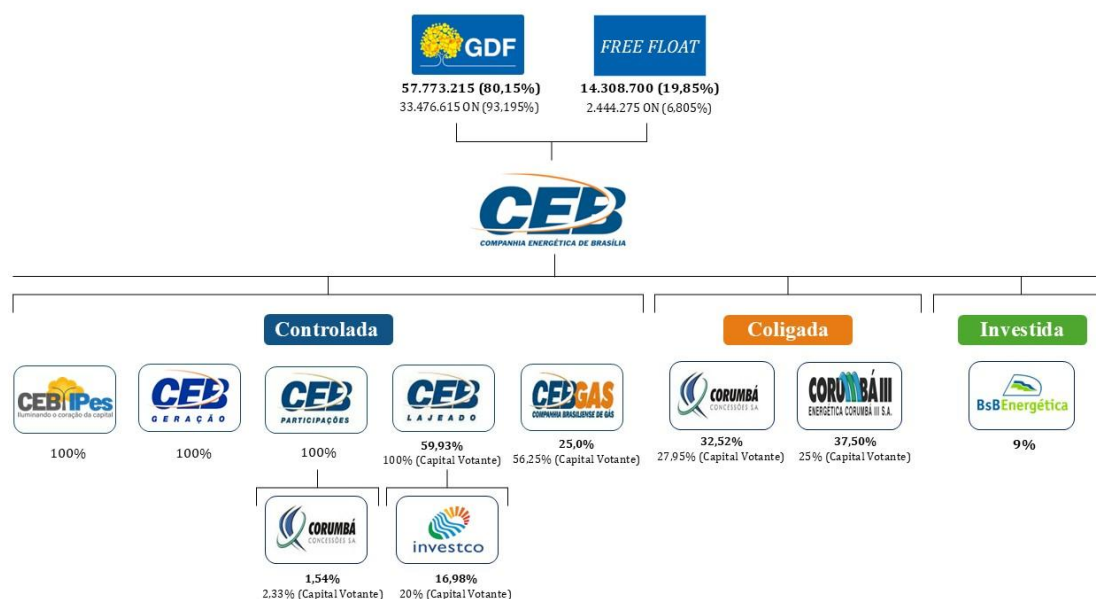 GDF
FREE FLOAT
57.773.215 (80,15%)
14.308.700 (19,85%)
33.476.615 ON (93,195%)
2.444.275 ON (6,805%)
CEB
COMPANHIA ENERGÉTICA DE BRASÍLIA
Controlada
Coligada
Investida
CEB IPes
Iluminando o coração da capital
100%
CEB
GERAÇÃO
100%
CEB
PARTICIPAÇÕES
100%
CEB
LAJEADO
59,93%
100% (Capital Votante)
CEBGAS
COMPANHIA BRASILIENSE DE GÁS
25,0%
56,25% (Capital Votante)
CORUMBÁ
CONCESSÕES SA
32,52%
27,95% (Capital Votante)
CORUMBÁ III
ENERGÉTICA CORUMBÁ III S.A.
37,50%
25% (Capital Votante)
BsBEnergética
9%
CORUMBÁ
CONCESSÕES SA
1,54%
2,33% (Capital Votante)
investco
16,98%
20% (Capital Votante)